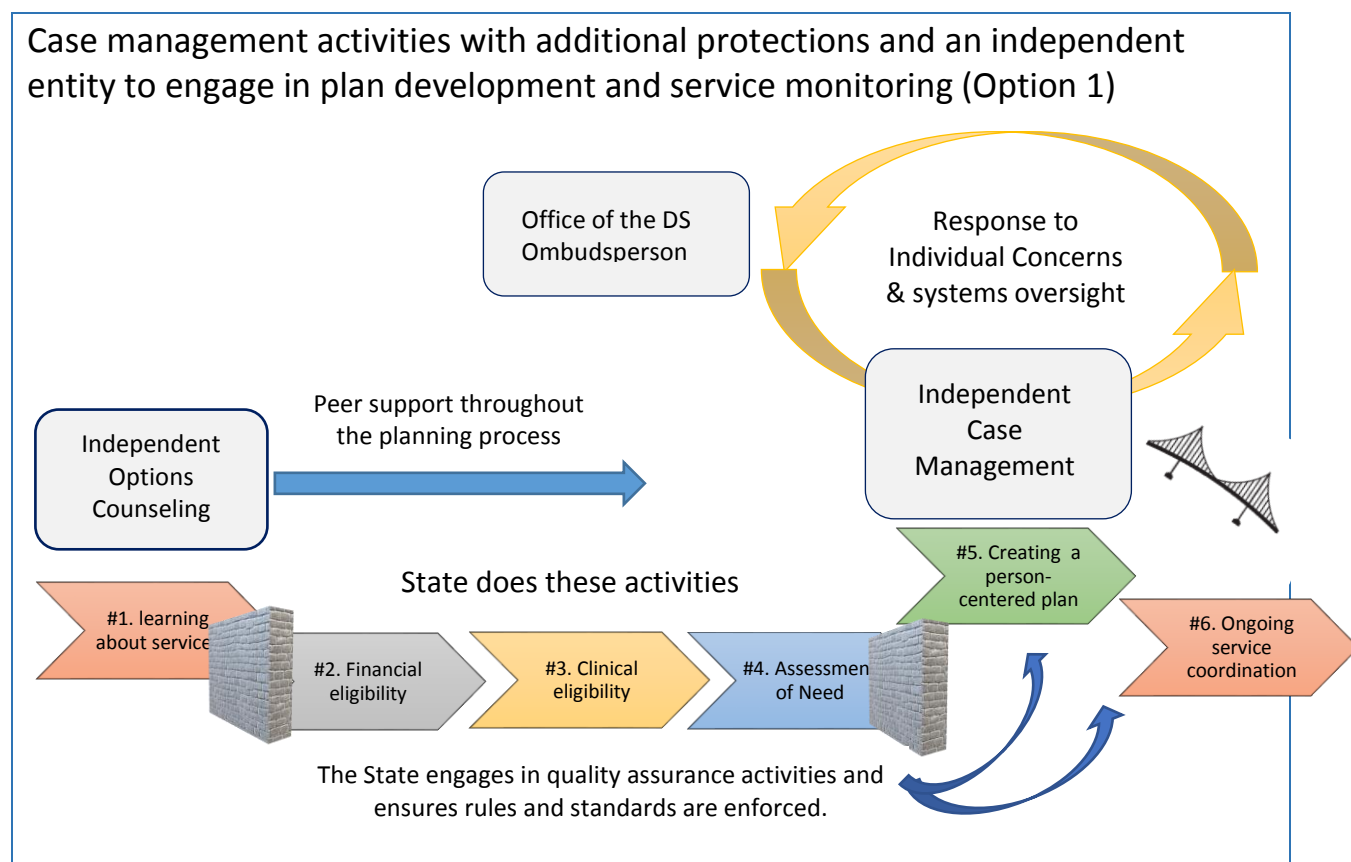 Case management activities with additional protections and an independent
entity to engage in plan development and service monitoring (Option 1)
Office of the DS
Ombudsperson
Response to
Individual Concerns
& systems oversight
Peer support throughout
the planning process
Independent
Options
Counseling
Independent
Case
Management
State does these activities
#1. learning
about service
#2. Financial
eligibility
#3. Clinical
eligibility
#4. Assessmen
of Need
#5. Creating a
person-
centered plan
#6. Ongoing
service
coordination
The State engages in quality assurance activities and
ensures rules and standards are enforced.